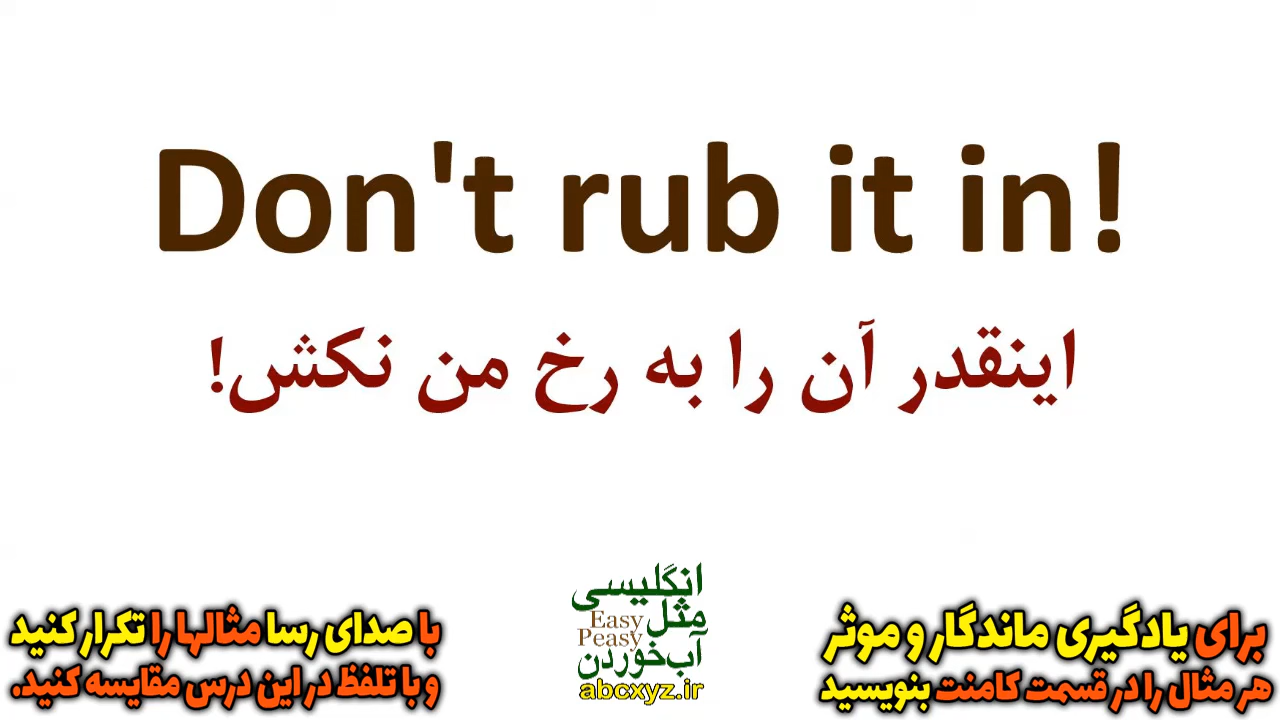 Don't rub it in!
اینقدر آن را به رخ من نکش!
برای یادگیری ماندگار و موثر
هر مثال را در قسمت کامنت بنویسید
انگلیسی
مثل
Easy
Peasy
آب‌خوردن
abcxyz.ir
با صدای رسا مثالها را تکرار کنید
و با تلفظ در این درس مقایسه کنید.